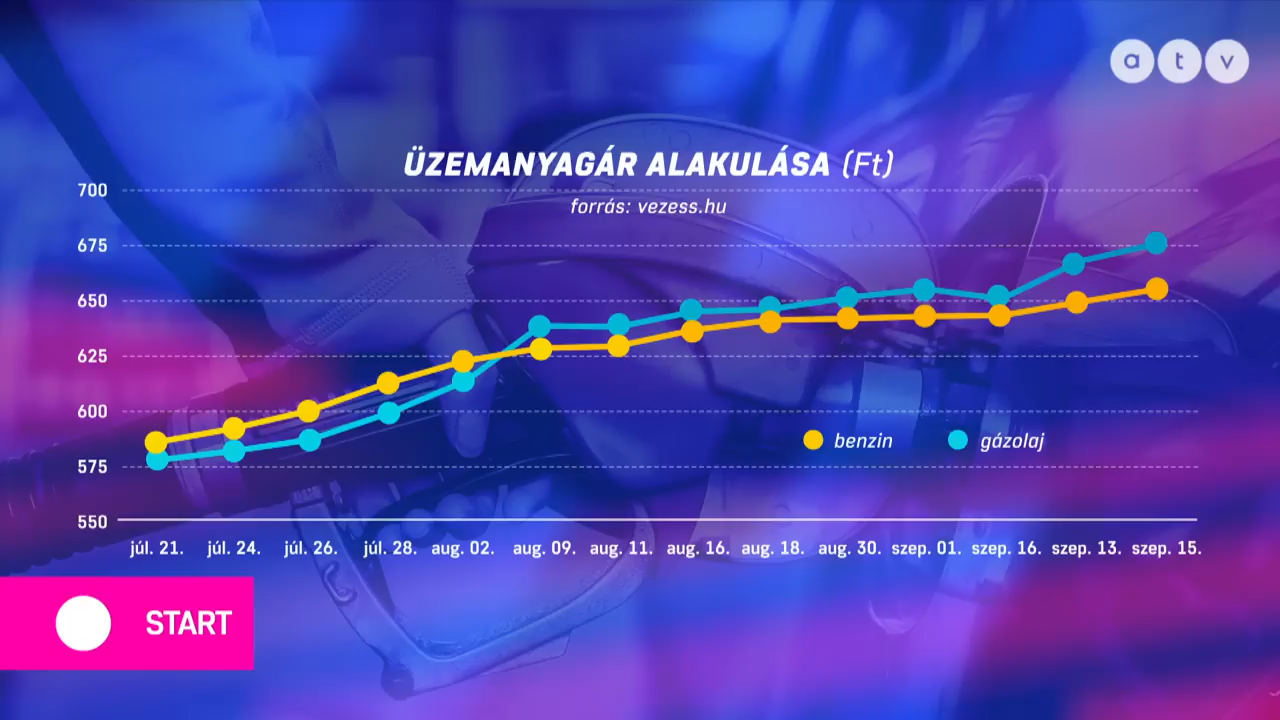 a t v
ÜZEMANYAGÁR ALAKULÁSA (Ft)
forrás: vezess.hu
700
675
650
625
600
575
550
benzin
gázolaj
júl. 21. júl. 24. júl. 26. júl. 28. aug. 02. aug. 09. aug. 11. aug. 16. aug. 18. aug. 30. szep. 01. szep. 16. szep. 13. szep. 15.
START